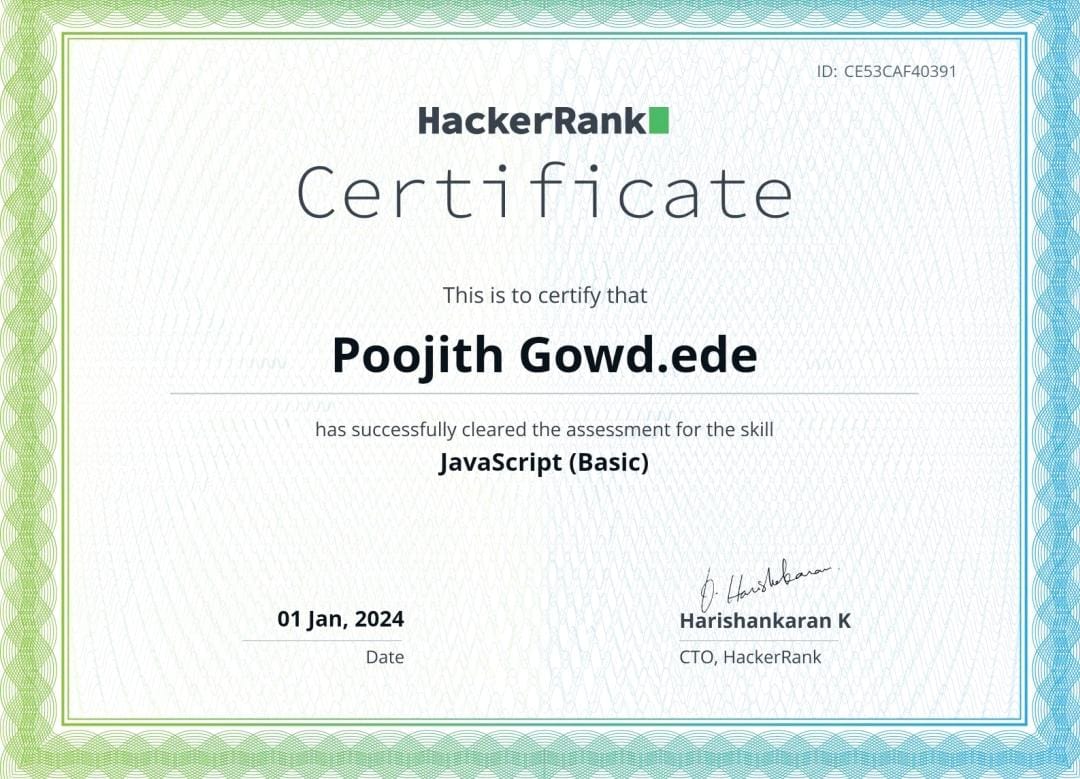 ID: CE53CAF40391
HackerRank
Certificate
This is to certify that
Poojith Gowd.ede
has successfully cleared the assessment for the skill
JavaScript (Basic)
01 Jan, 2024
Date
Harishankaran K
CTO, HackerRank